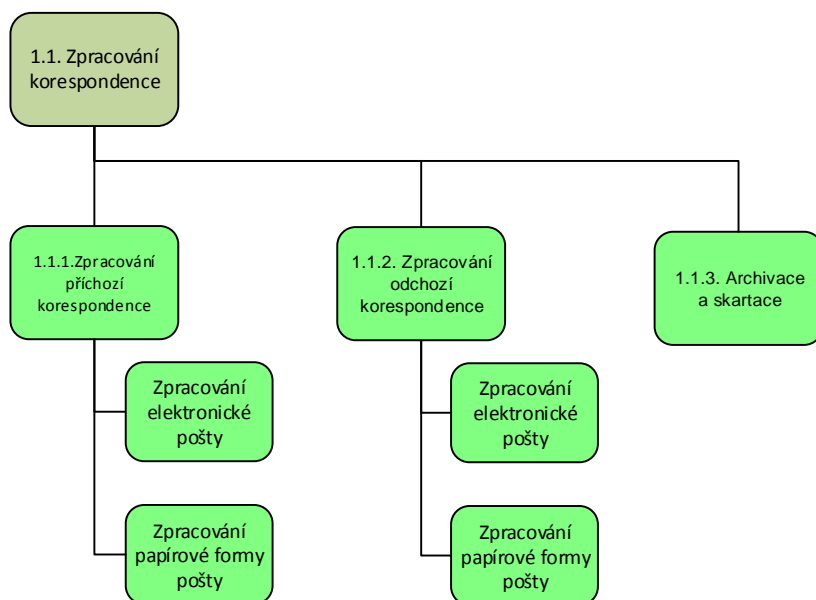 1.1. Zpracování
korespondence
1.1.1.Zpracování
příchozí
korespondence
1.1.2. Zpracování
odchozí
korespondence
1.1.3. Archivace
a skartace
Zpracování
elektronické
pošty
Zpracování
elektronické
pošty
Zpracování
papírové formy
pošty
Zpracování
papírové formy
pošty